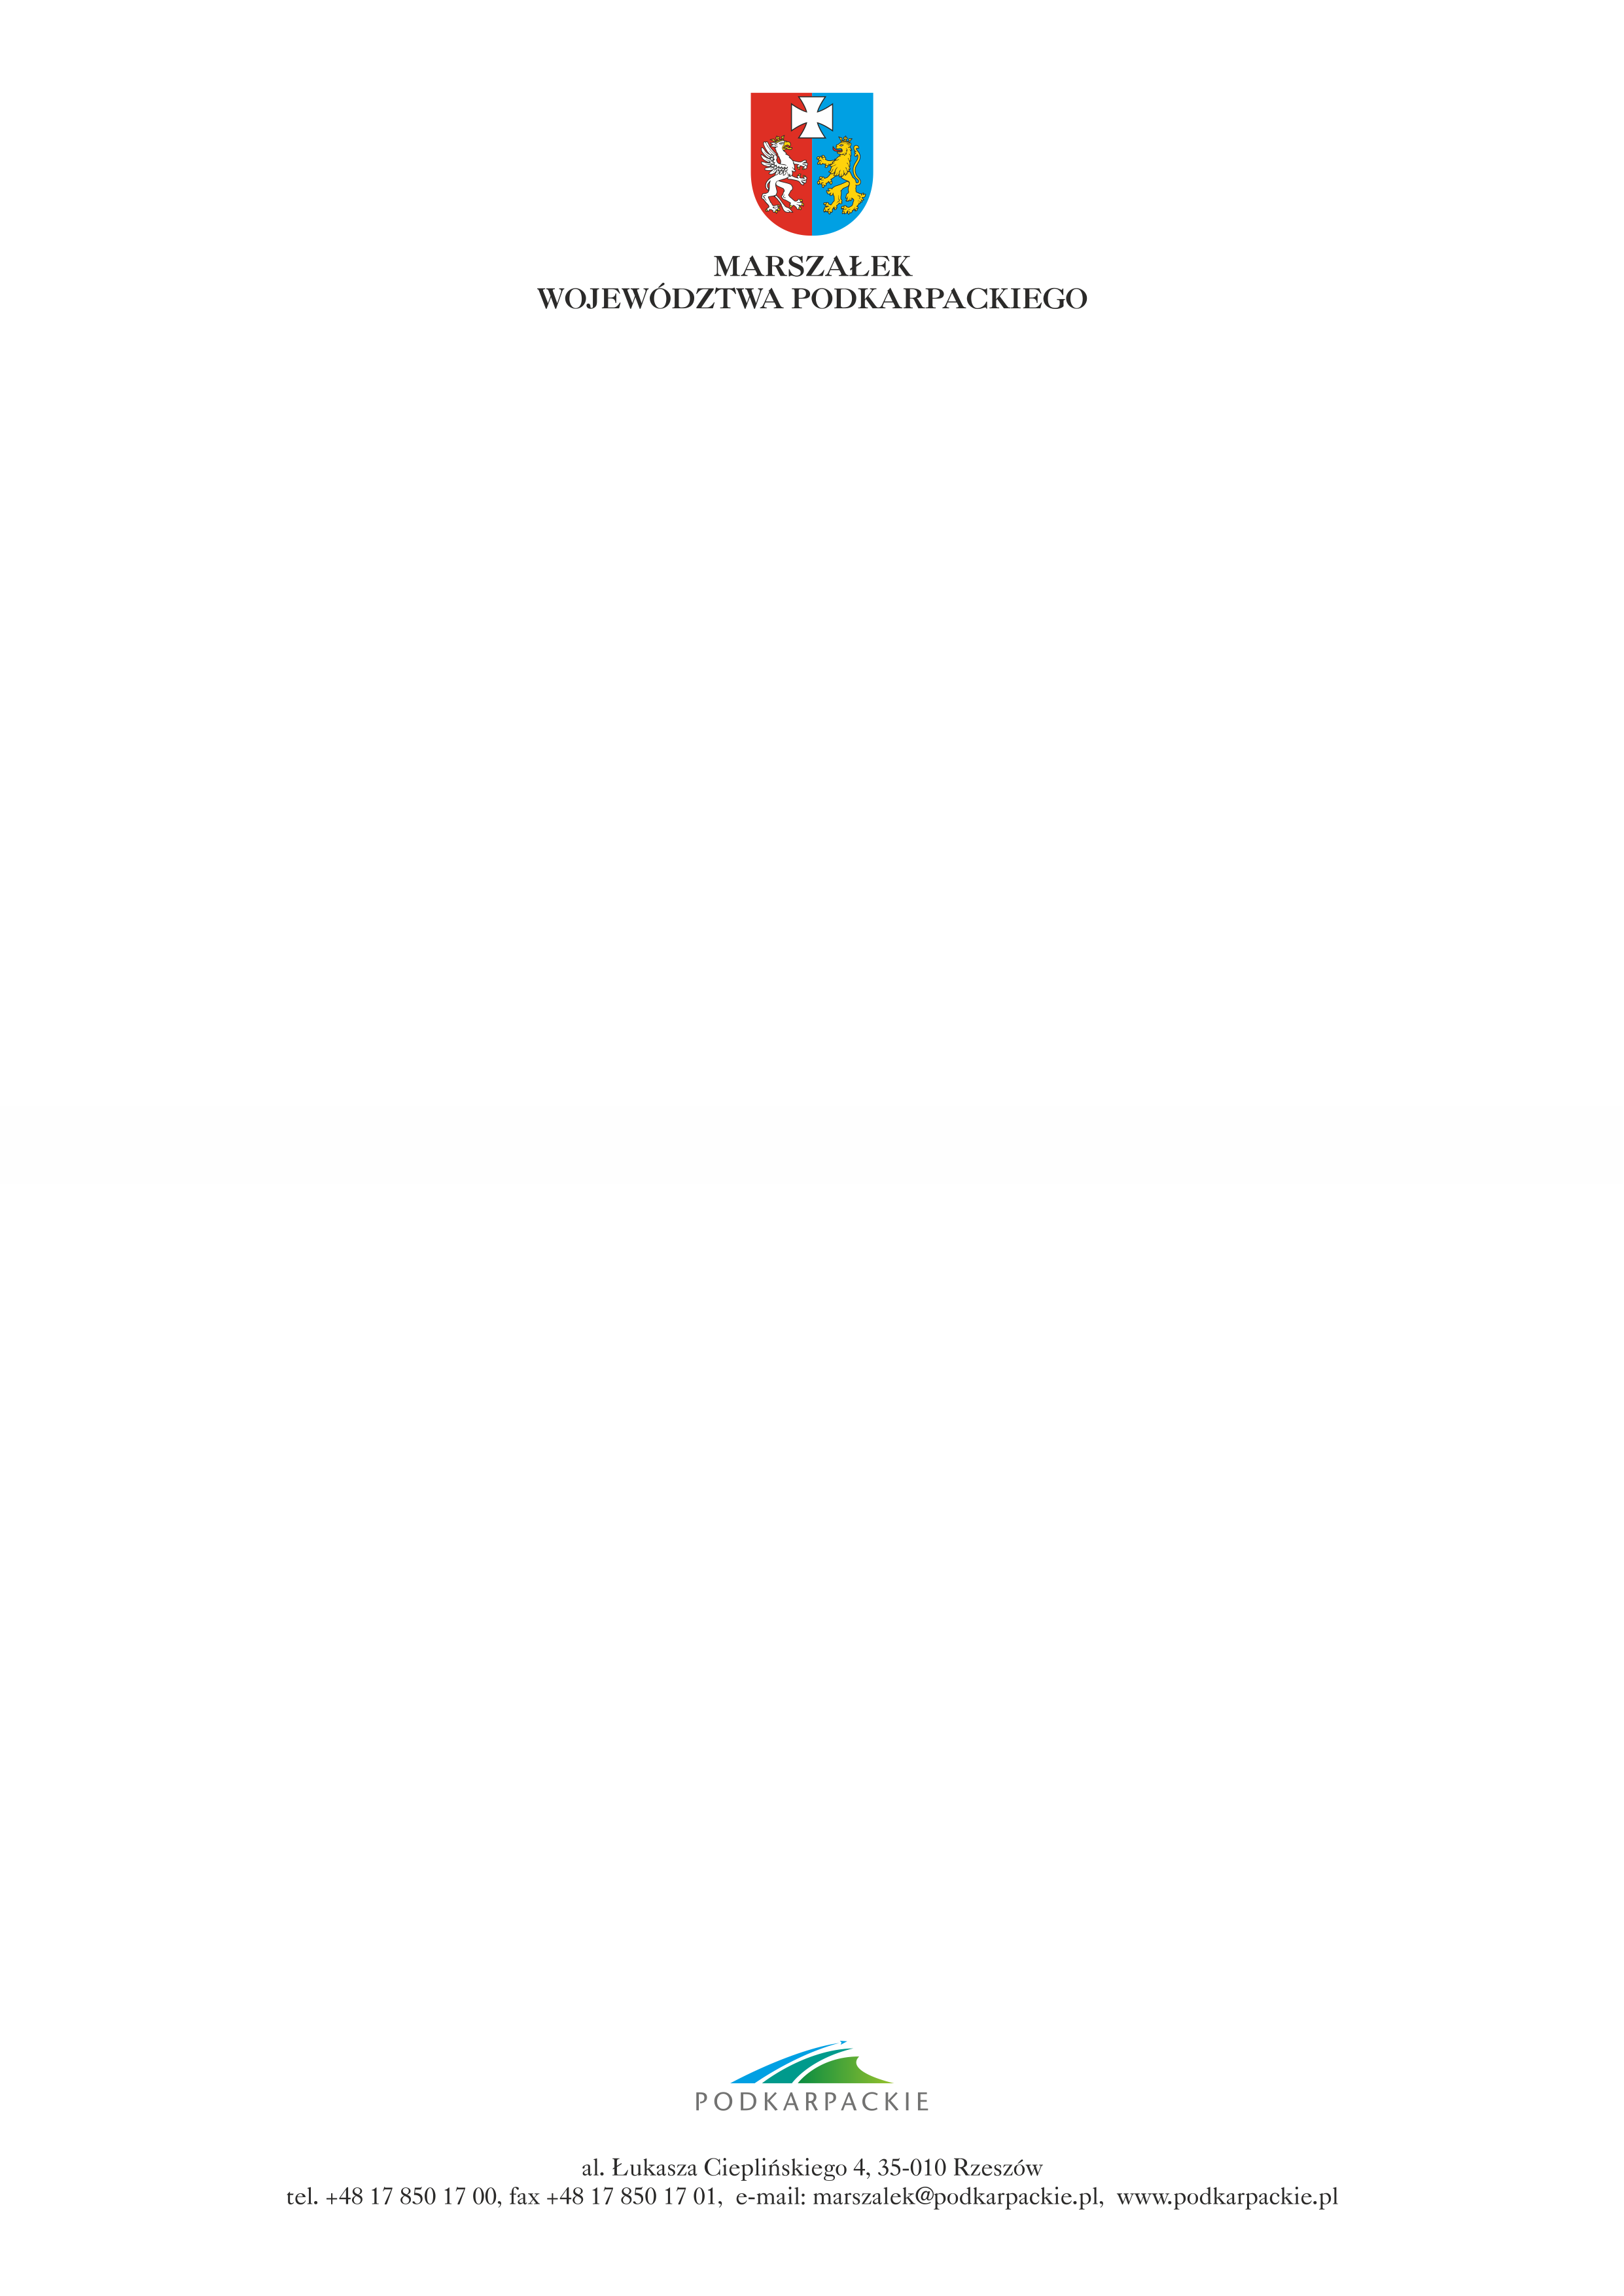 MARSZAŁEK
WOJEWÓDZTWA PODKARPACKIEGO
PODKARPACKIE
al. Łukasza Cieplińskiego 4, 35-010 Rzeszów
tel. +48 17 850 17 00, fax +48 17 850 17 01, e-mail: marszalek@podkarpackie.pl, www.podkarpackie.pl